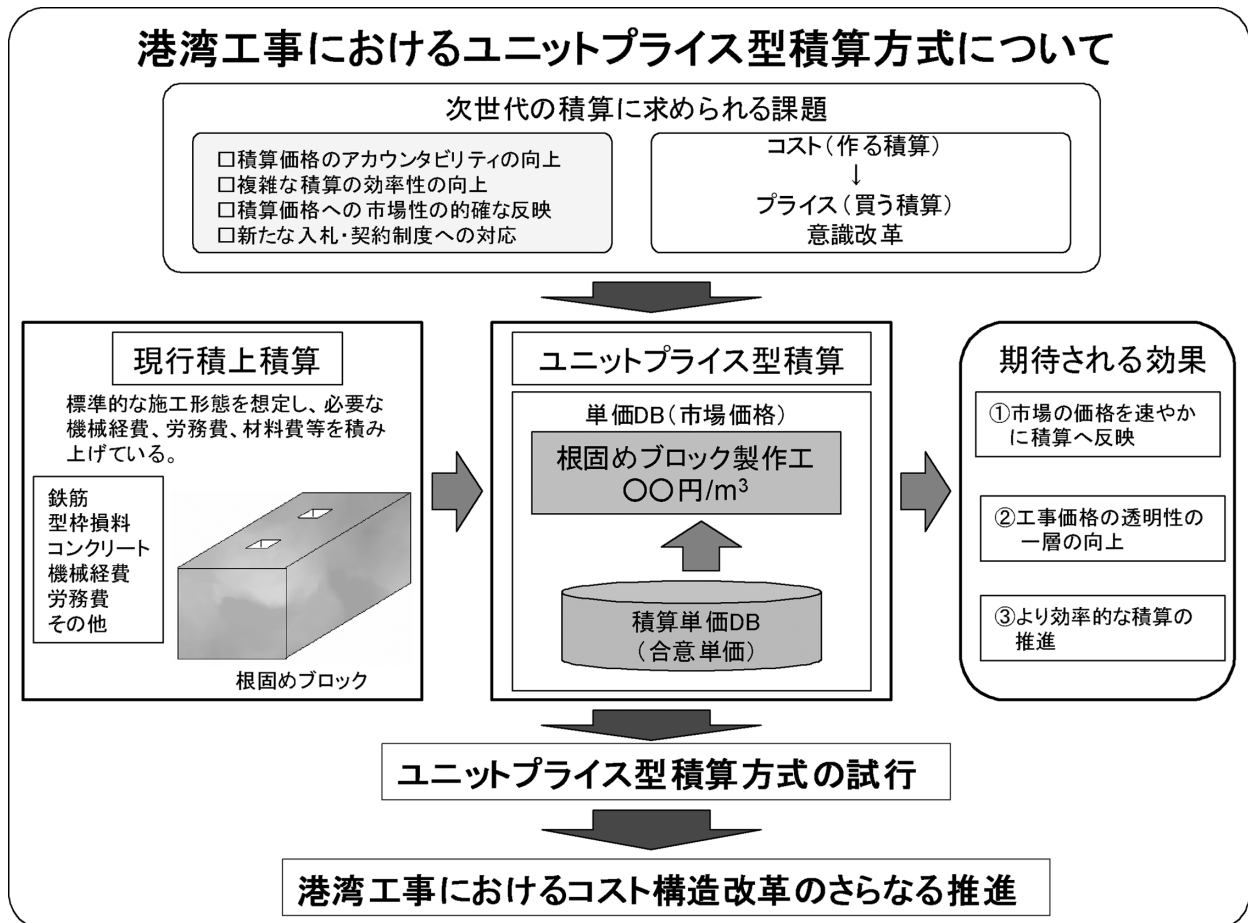 港湾工事におけるユニットプライス型積算方式について
次世代の積算に求められる課題
□積算価格のアカウンタビリティの向上
□複雑な積算の効率性の向上
□積算価格への市場性の的確な反映
□新たな入札・契約制度への対応
コスト(作る積算)
↓
プライス(買う積算)
意識改革
現行積上積算
標準的な施工形態を想定し、必要な
機械経費、労務費、材料費等を積み
上げている。
鉄筋
型枠損料
コンクリート
機械経費
労務費
その他
根固めブロック
ユニットプライス型積算
単価DB(市場価格)
根固めブロック製作工
〇〇円/m³
積算単価DB
(合意単価)
期待される効果
①市場の価格を速やか
に積算へ反映
②工事価格の透明性の
一層の向上
③より効率的な積算の
推進
ユニットプライス型積算方式の試行
港湾工事におけるコスト構造改革のさらなる推進